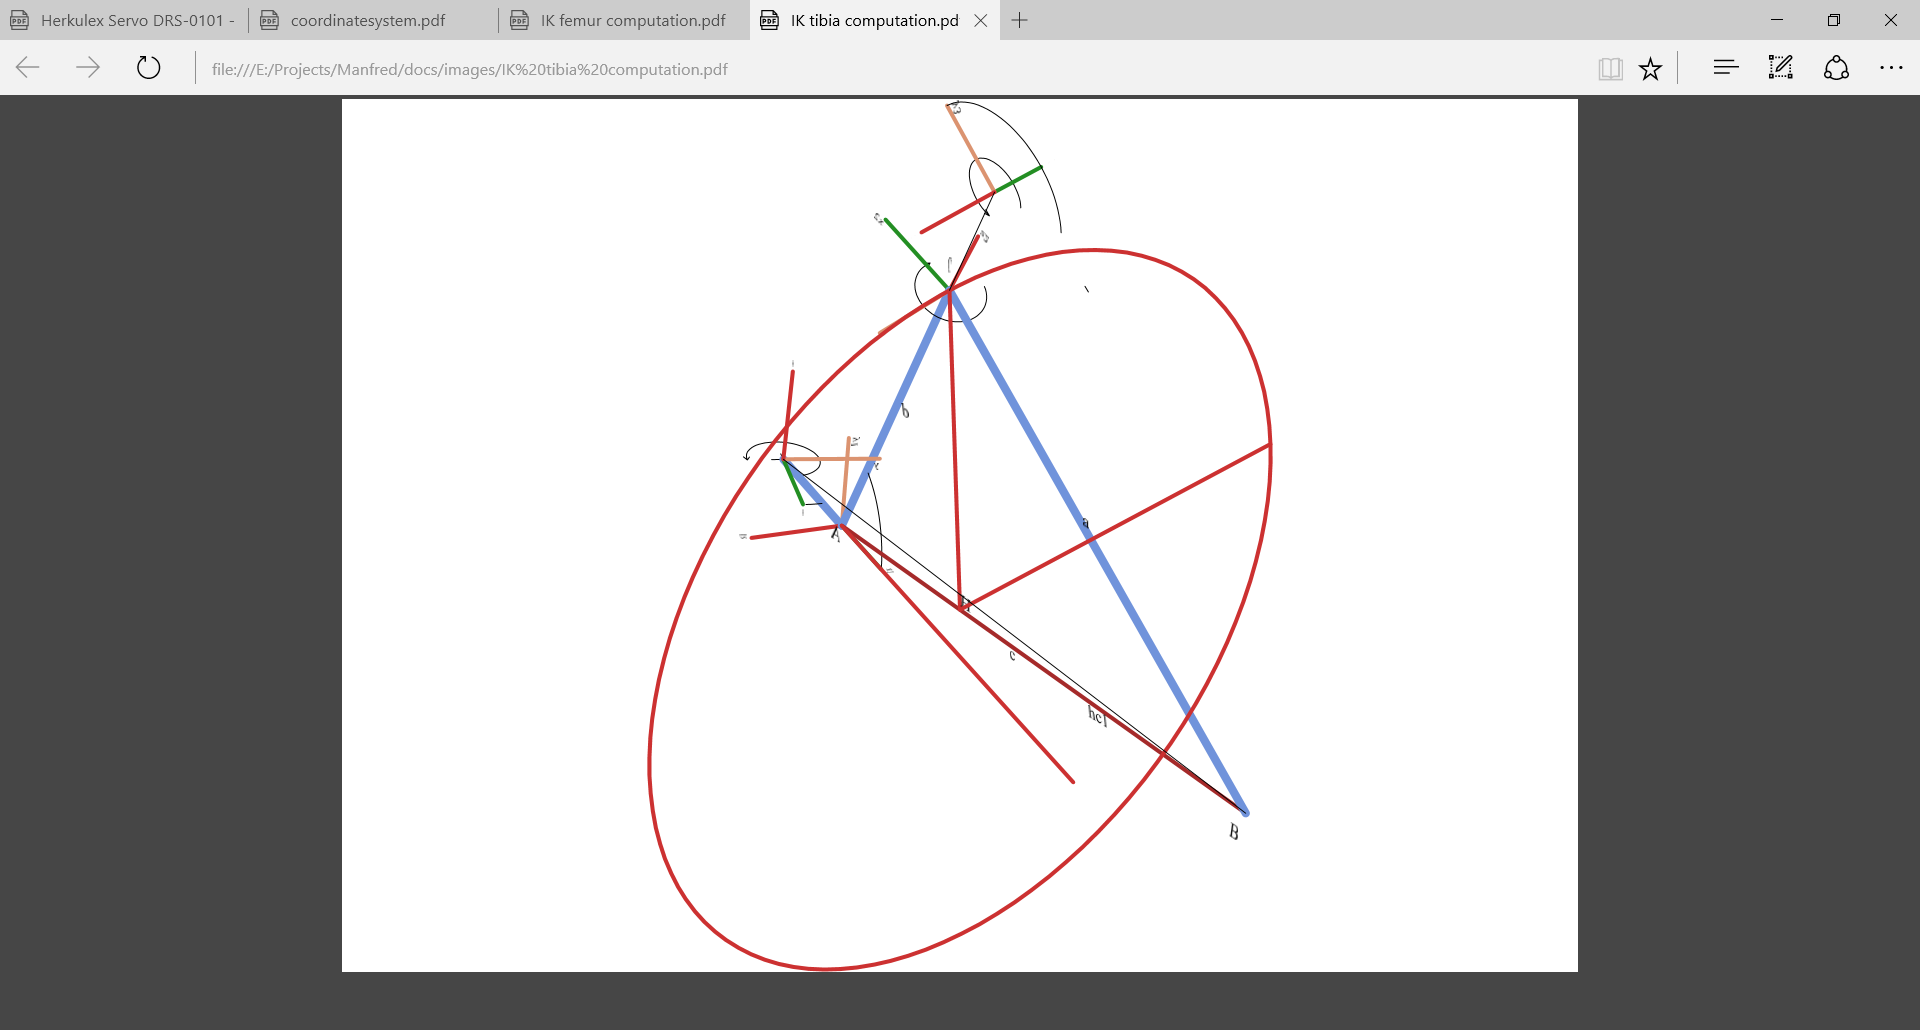 Herkulex Servo DRS-0101 -
coordinatesystem.pdf
IK femur computation.pdf
IK tibia computation.pd
file:///E:/Projects/Manfred/docs/images/IK%20tibia%20computation.pdf
b
A
a
H
c
hc1
B